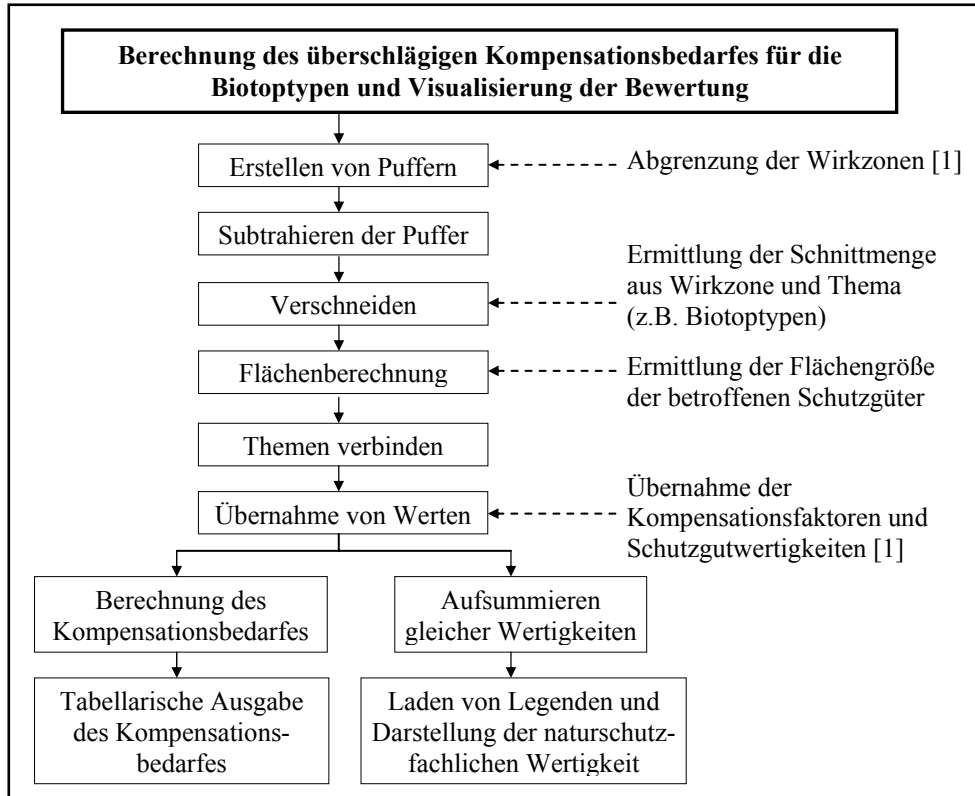 Berechnung des überschlägigen Kompensationsbedarfes für die
Biotoptypen und Visualisierung der Bewertung
Erstellen von Puffern
Abgrenzung der Wirkzonen [1]
Subtrahieren der Puffer
Verschneiden
Ermittlung der Schnittmenge
aus Wirkzone und Thema
(z.B. Biotoptypen)
Flächenberechnung
Ermittlung der Flächengröße
der betroffenen Schutzgüter
Themen verbinden
Übernahme von Werten
Übernahme der
Kompensationsfaktoren und
Schutzgutwertigkeiten [1]
Berechnung des
Kompensationsbedarfes
Aufsummieren
gleicher Wertigkeiten
Tabellarische Ausgabe
des Kompensations-
bedarfes
Laden von Legenden und
Darstellung der naturschutz-
fachlichen Wertigkeit